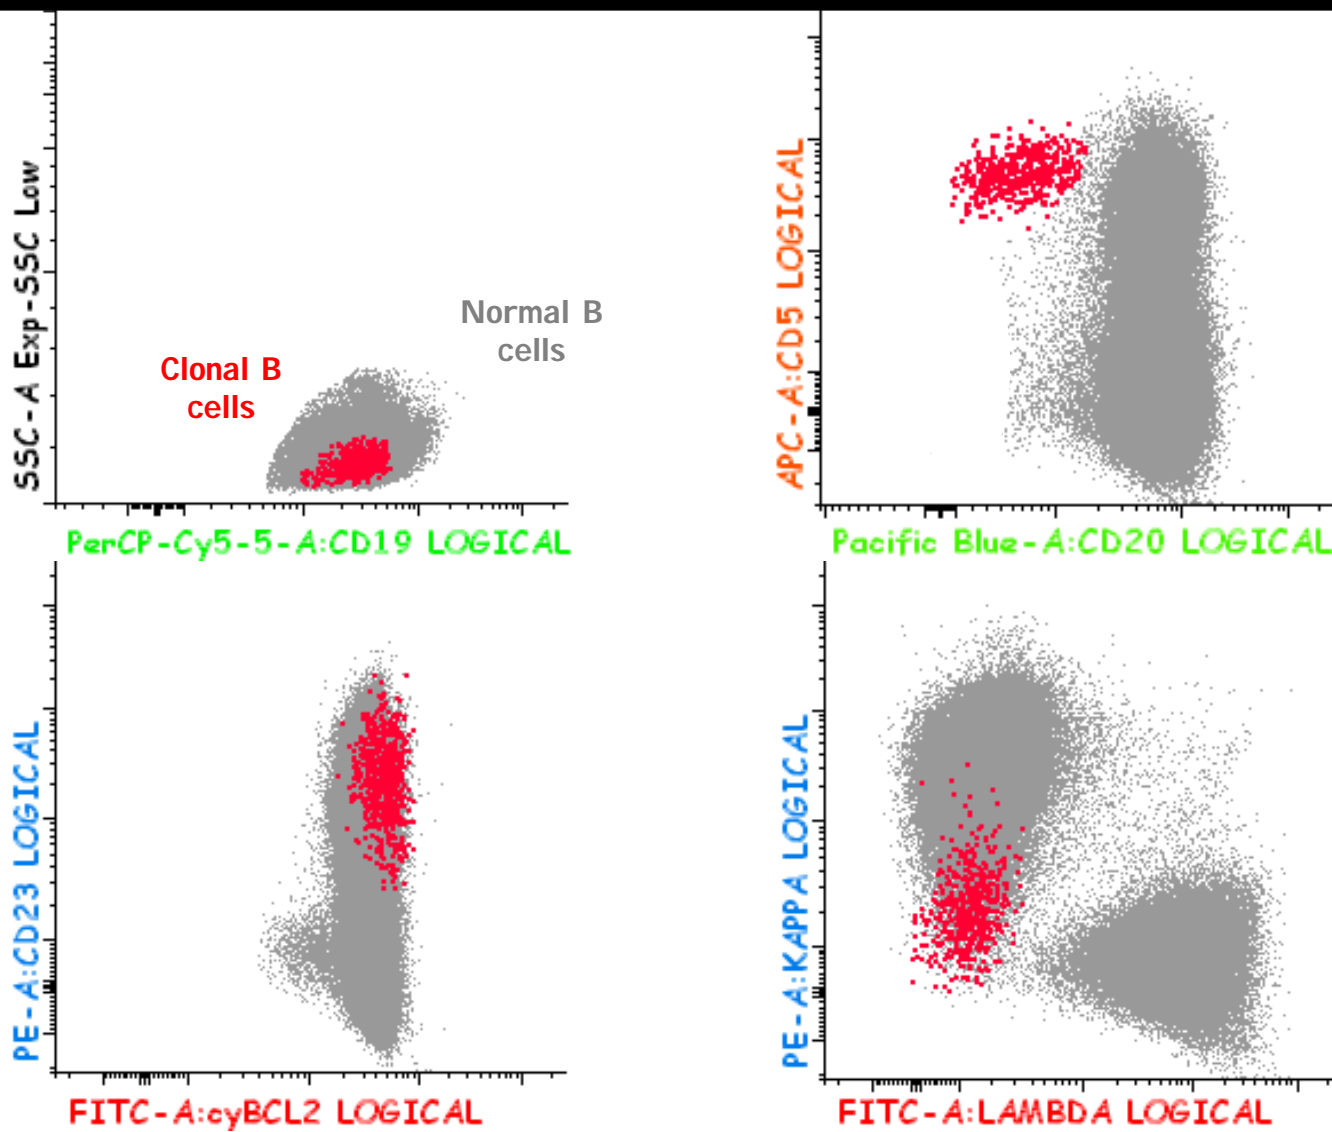 SSC-A Exp-SSC Low
Normal B
cells
Clonal B
cells
PerCP-Cy5-5-A:CD19 LOGICAL
APC-A:CD5 LOGICAL
Pacific Blue-A:CD20 LOGICAL
PE-A:CD23 LOGICAL
FITC-A:cyBCL2 LOGICAL
PE-A:KAPPA LOGICAL
FITC-A:LAMBDA LOGICAL